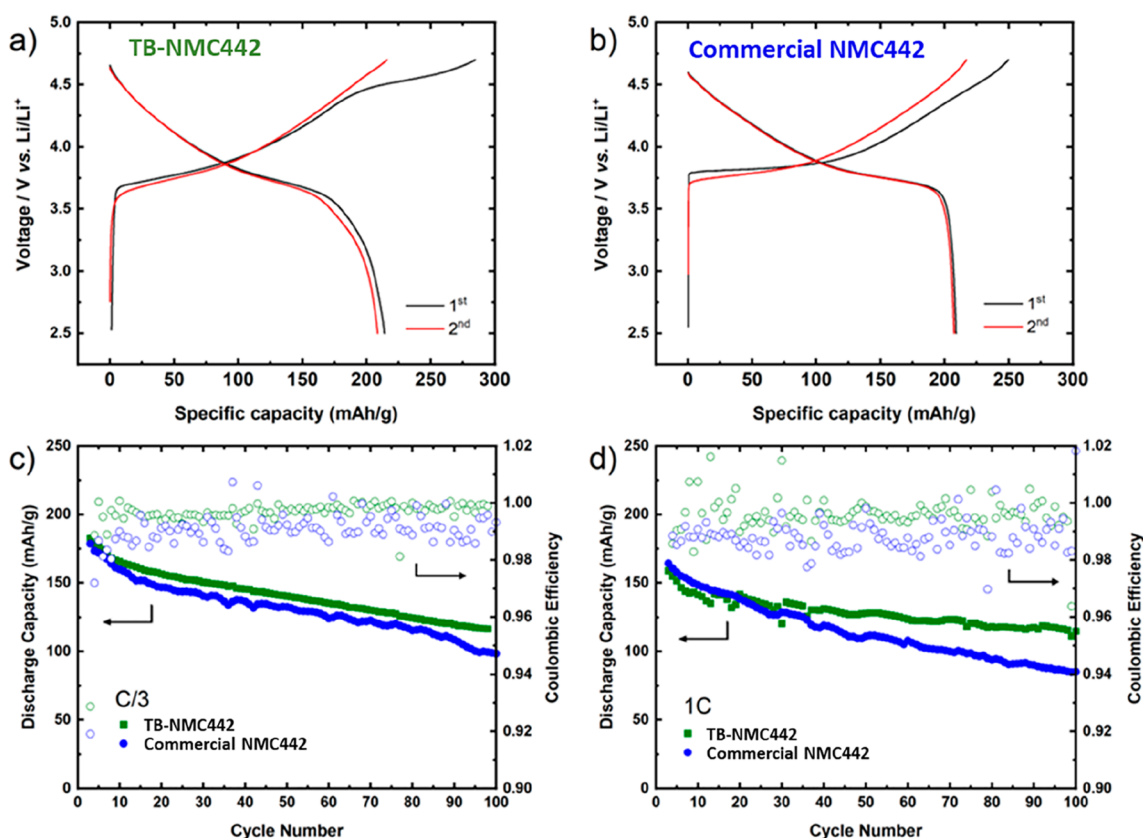 a)
TB-NMC442
5.0
4.5
4.0
3.5
3.0
2.5
Voltage / V vs. Li/Li⁺
1st
2nd
0
50
100
150
200
250
300
Specific capacity (mAh/g)
b)
Commercial NMC442
5.0
4.5
4.0
3.5
3.0
2.5
Voltage / V vs. Li/Li⁺
1st
2nd
0
50
100
150
200
250
300
Specific capacity (mAh/g)
c)
250
200
150
100
50
0
Discharge Capacity (mAh/g)
1.02
1.00
0.98
0.96
0.94
0.92
0.90
Coulombic Efficiency
C/3
TB-NMC442
Commercial NMC442
0
10
20
30
40
50
60
70
80
90
100
Cycle Number
d)
250
200
150
100
50
0
Discharge Capacity (mAh/g)
1.02
1.00
0.98
0.96
0.94
0.92
0.90
Coulombic Efficiency
1C
TB-NMC442
Commercial NMC442
0
10
20
30
40
50
60
70
80
90
100
Cycle Number